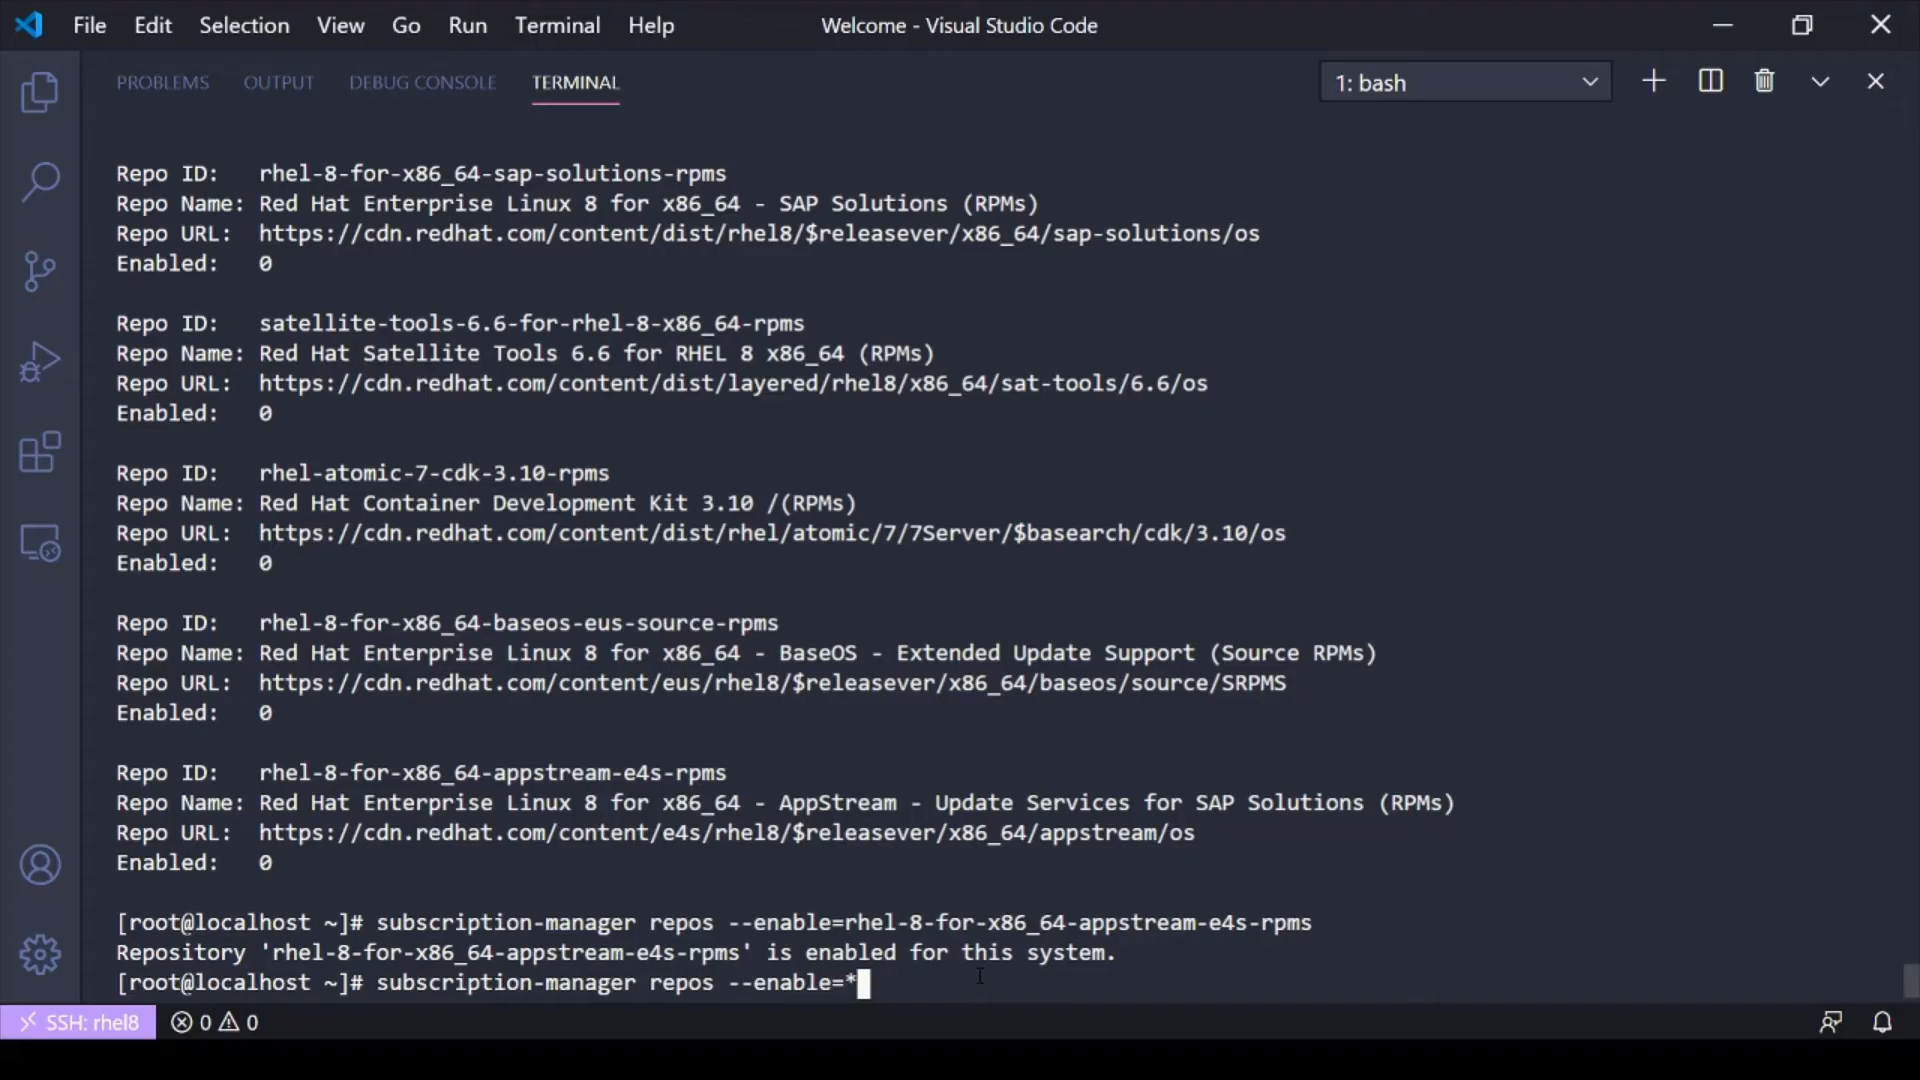 File Edit Selection View Go Run Terminal Help Welcome - Visual Studio Code
PROBLEMS OUTPUT DEBUG CONSOLE TERMINAL 1: bash
Repo ID:   rhel-8-for-x86_64-sap-solutions-rpms
Repo Name: Red Hat Enterprise Linux 8 for x86_64 - SAP Solutions (RPMs)
Repo URL:  https://cdn.redhat.com/content/dist/rhel8/$releasever/x86_64/sap-solutions/os
Enabled:   0
Repo ID:   satellite-tools-6.6-for-rhel-8-x86_64-rpms
Repo Name: Red Hat Satellite Tools 6.6 for RHEL 8 x86_64 (RPMs)
Repo URL:  https://cdn.redhat.com/content/dist/layered/rhel8/x86_64/sat-tools/6.6/os
Enabled:   0
Repo ID:   rhel-atomic-7-cdk-3.10-rpms
Repo Name: Red Hat Container Development Kit 3.10 /(RPMs)
Repo URL:  https://cdn.redhat.com/content/dist/rhel/atomic/7/7Server/$basearch/cdk/3.10/os
Enabled:   0
Repo ID:   rhel-8-for-x86_64-baseos-eus-source-rpms
Repo Name: Red Hat Enterprise Linux 8 for x86_64 - BaseOS - Extended Update Support (Source RPMs)
Repo URL:  https://cdn.redhat.com/content/eus/rhel8/$releasever/x86_64/baseos/source/SRPMS
Enabled:   0
Repo ID:   rhel-8-for-x86_64-appstream-e4s-rpms
Repo Name: Red Hat Enterprise Linux 8 for x86_64 - AppStream - Update Services for SAP Solutions (RPMs)
Repo URL:  https://cdn.redhat.com/content/e4s/rhel8/$releasever/x86_64/appstream/os
Enabled:   0
[root@localhost ~]# subscription-manager repos --enable=rhel-8-for-x86_64-appstream-e4s-rpms
Repository 'rhel-8-for-x86_64-appstream-e4s-rpms' is enabled for this system.
[root@localhost ~]# subscription-manager repos --enable=*
SSH: rhel8 0 0